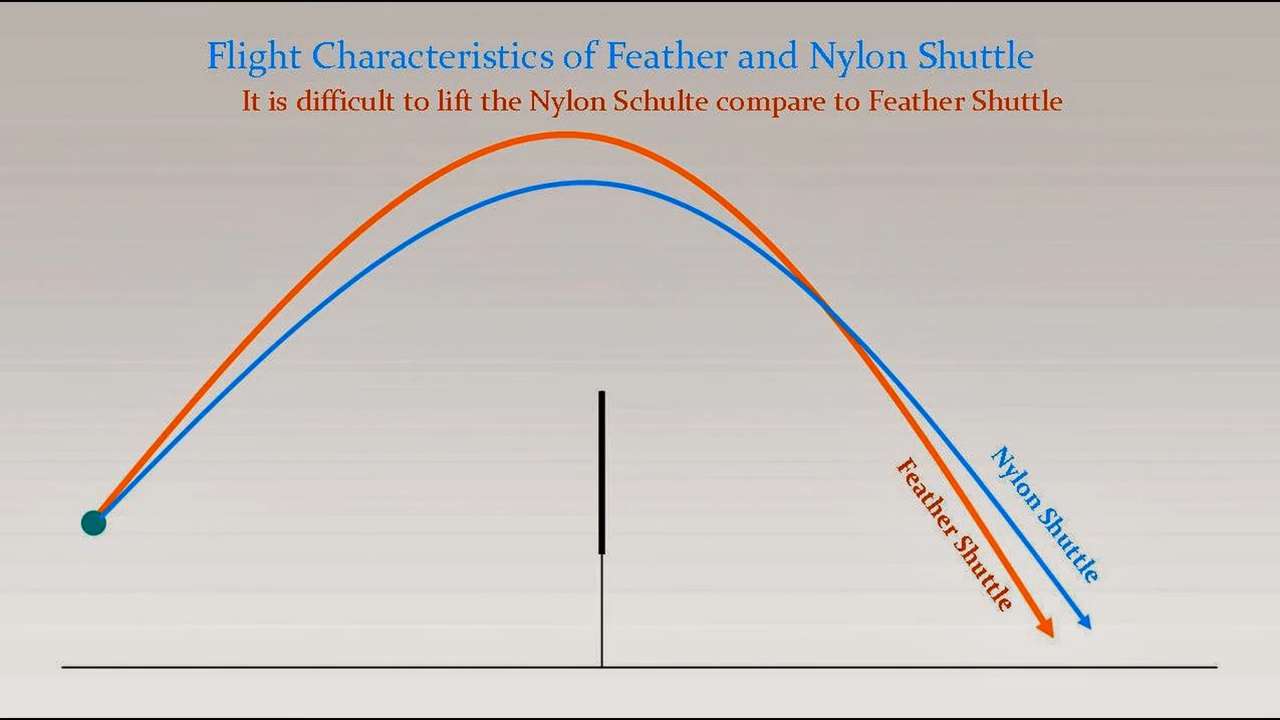 Flight Characteristics of Feather and Nylon Shuttle
It is difficult to lift the Nylon Schulte compare to Feather Shuttle
Nylon Shuttle
Feather Shuttle